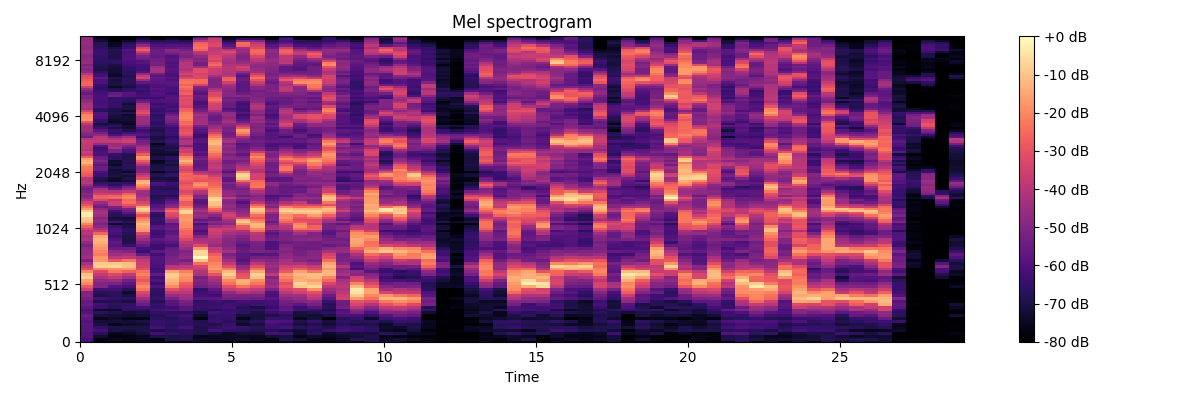 Mel spectrogram
+0 dB
8192
-10 dB
4096
-20 dB
-30 dB
Hz
2048
-40 dB
1024
-50 dB
512
-60 dB
-70 dB
0
-80 dB
0 5 10 15 20 25
Time